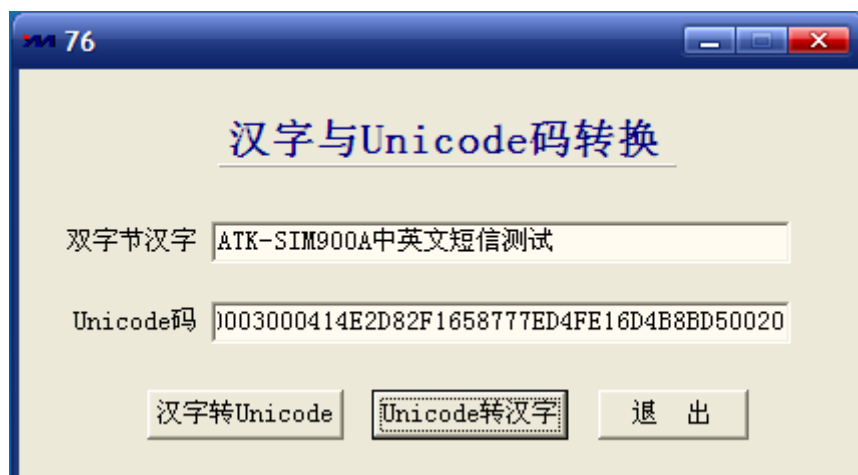 76
汉字与Unicode码转换
双字节汉字 ATK-SIM900A中英文短信测试
Unicode码 0003000414E2D82F1658777ED4FE16D4B8BD50020
汉字转Unicode Unicode转汉字 退 出